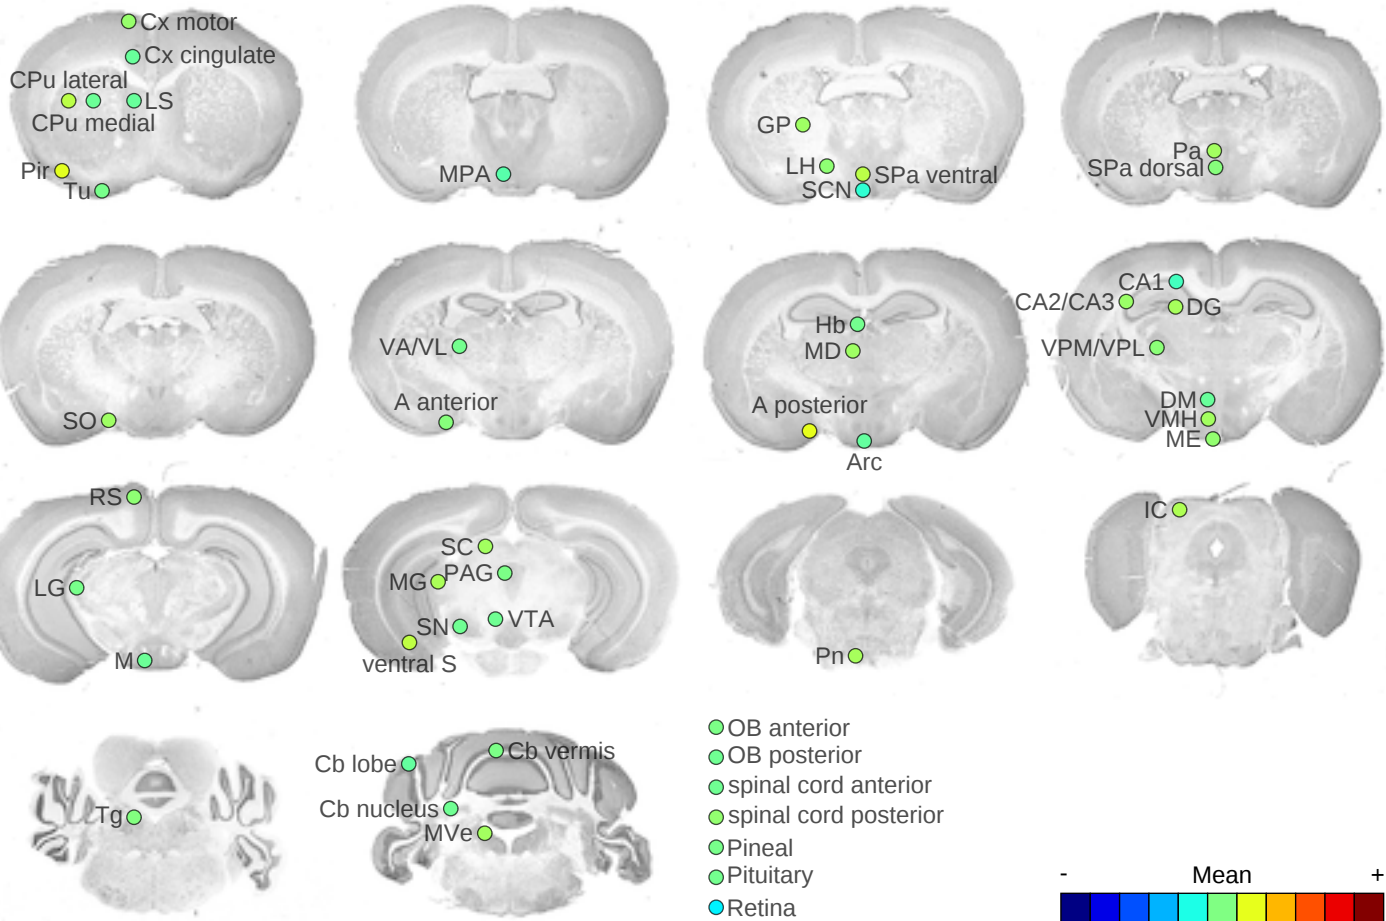 Cx motor
Cx cingulate
CPu lateral
LS
CPu medial
Pir
Tu
MPA
GP
LH
SPa ventral
SCN
Pa
SPa dorsal
SO
VA/VL
A anterior
Hb
MD
A posterior
Arc
CA1
CA2/CA3
DG
VPM/VPL
DM
VMH
ME
RS
LG
M
SC
MG
PAG
SN
VTA
ventral S
Pn
IC
Tg
Cb vermis
Cb lobe
Cb nucleus
MVe
OB anterior
OB posterior
spinal cord anterior
spinal cord posterior
Pineal
Pituitary
Retina
- Mean +